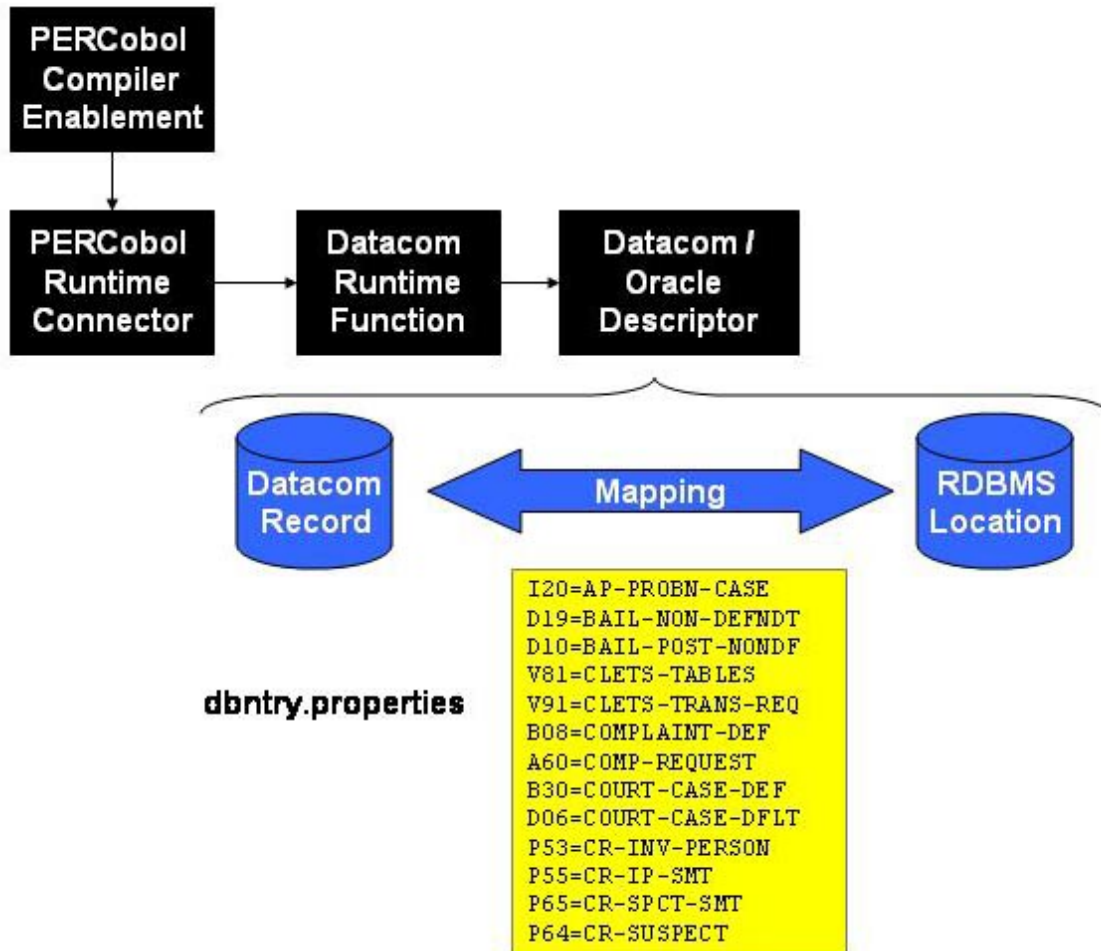 PERCobol
Compiler
Enablement
PERCobol
Runtime
Connector
Datacom
Runtime
Function
Datacom /
Oracle
Descriptor
Datacom
Record
Mapping
RDBMS
Location
dbntry.properties
I20=AP-PROBN-CASE
D19=BAIL-NON-DEFNDT
D10=BAIL-POST-NONDF
V81=CLETS-TABLES
V91=CLETS-TRANS-REQ
B08=COMPLAINT-DEF
A60=COMP-REQUEST
B30=COURT-CASE-DEF
D06=COURT-CASE-DFLT
P53=CR-INV-PERSON
P55=CR-IP-SMT
P65=CR-SPCT-SMT
P64=CR-SUSPECT